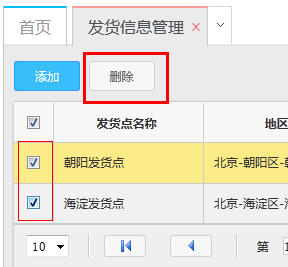 首页 发货信息管理
添加 删除
发货点名称 地区
朝阳发货点 北京-朝阳区-
海淀发货点 北京-海淀区-
10 第